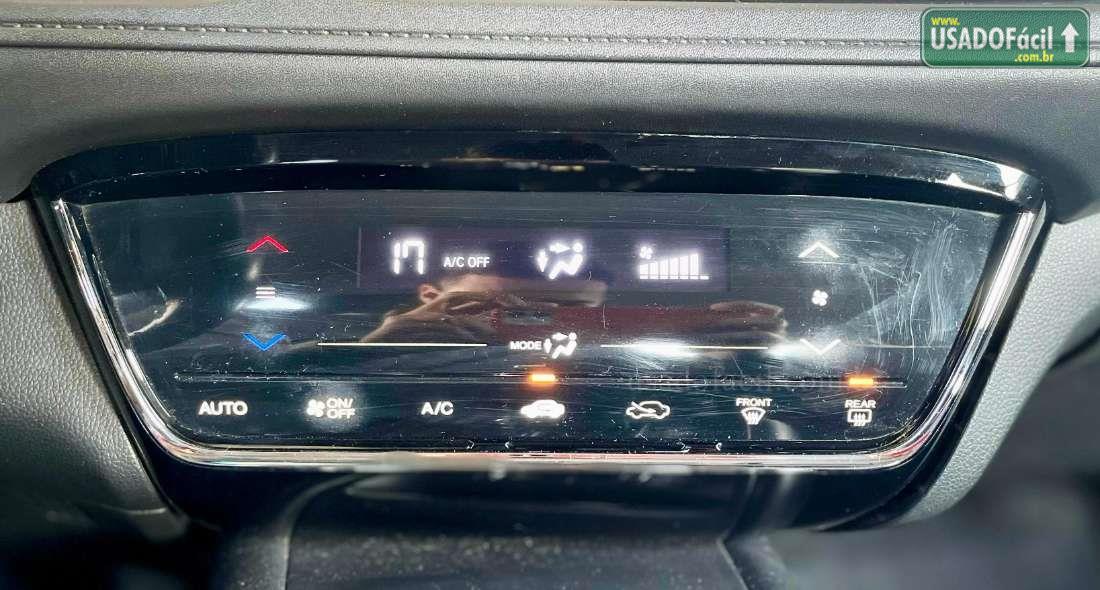 www.
USADOFácil
.com.br
17 A/C OFF
MODE
AUTO ON/ OFF A/C FRONT REAR